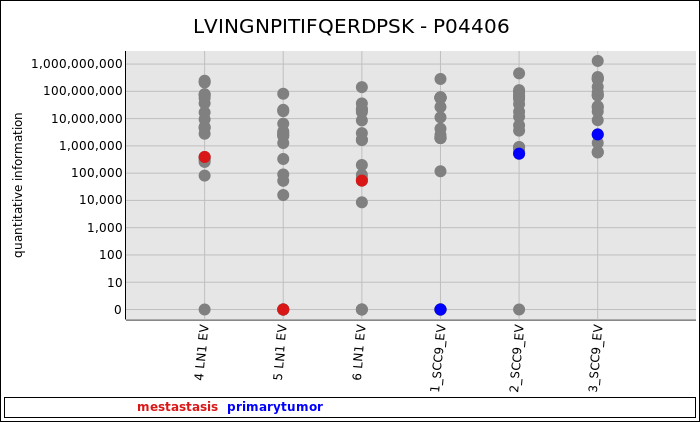 LVINGNPITIFQERDPSK - P04406
quantitative information
1,000,000,000
100,000,000
10,000,000
1,000,000
100,000
10,000
1,000
100
10
0
4 LN1 EV
5 LN1 EV
6 LN1 EV
1_SCC9_EV
2_SCC9_EV
3_SCC9_EV
mestastasis primarytumor